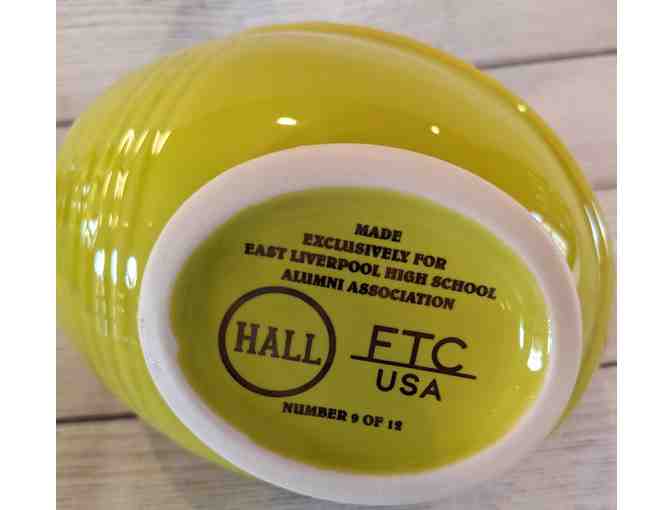 MADE
EXCLUSIVELY FOR
EAST LIVERPOOL HIGH SCHOOL
ALUMNI ASSOCIATION
HALL
FTC
USA
NUMBER 9 OF 12